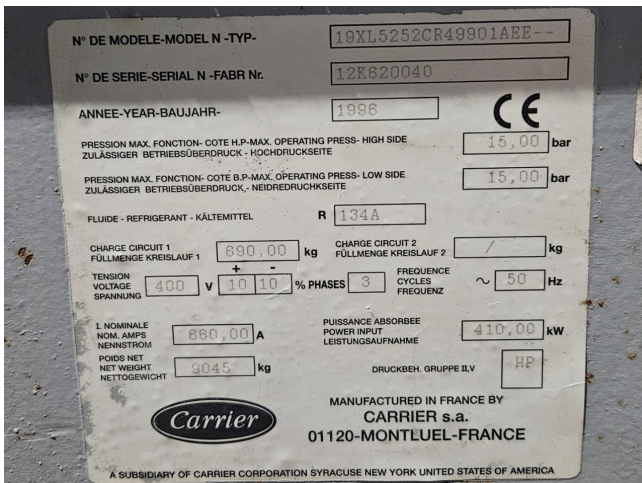 N° DE MODELE-MODEL N -TYP- 19XL5252CR49901AEE--
N° DE SERIE-SERIAL N -FABR Nr. 12K620040
ANNEE-YEAR-BAUJAHR- 1996 CE
PRESSION MAX. FONCTION- COTE H.P-MAX. OPERATING PRESS- HIGH SIDE
ZULÄSSIGER BETRIEBSÜBERDRUCK - HOCHDRUCKSEITE 15,00 bar
PRESSION MAX. FONCTION- COTE B.P-MAX. OPERATING PRESS- LOW SIDE
ZULÄSSIGER BETRIEBSÜBERDRUCK,- NEIDREDRUCHKSEITE 15,00 bar
FLUIDE - REFRIGERANT - KÄLTEMITTEL R 134A
CHARGE CIRCUIT 1
FÜLLMENGE KREISLAUF 1 690,00 kg
CHARGE CIRCUIT 2
FÜLLMENGE KREISLAUF 2 / kg
TENSION
VOLTAGE
SPANNUNG 400 V
+ -
10 10 % PHASES 3
FREQUENCE
CYCLES
FREQUENZ ~ 50 Hz
I. NOMINALE
NOM. AMPS
NENNSTROM 660,00 A
PUISSANCE ABSORBEE
POWER INPUT
LEISTUNGSAUFNAHME 410,00 kW
POIDS NET
NET WEIGHT
NETTOGEWICHT 9045 kg
DRUCKBEH. GRUPPE II,V HP
Carrier
MANUFACTURED IN FRANCE BY
CARRIER s.a.
01120-MONTLUEL-FRANCE
A SUBSIDIARY OF CARRIER CORPORATION SYRACUSE NEW YORK UNITED STATES OF AMERICA